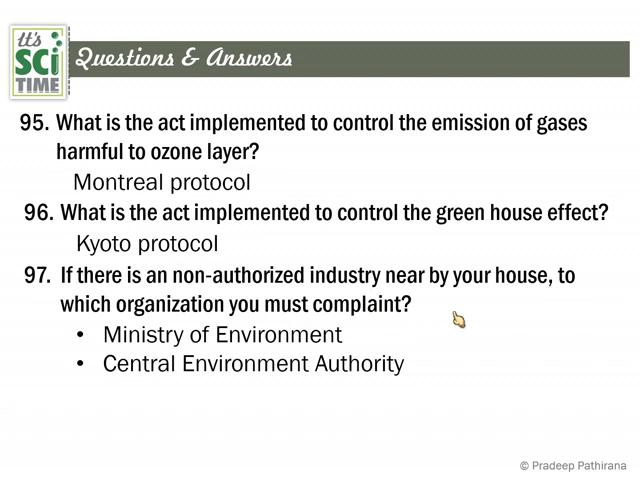 It's
SCi
TIME
Questions & Answers
95. What is the act implemented to control the emission of gases
harmful to ozone layer?
Montreal protocol
96. What is the act implemented to control the green house effect?
Kyoto protocol
97. If there is an non-authorized industry near by your house, to
which organization you must complaint?
• Ministry of Environment
• Central Environment Authority
© Pradeep Pathirana